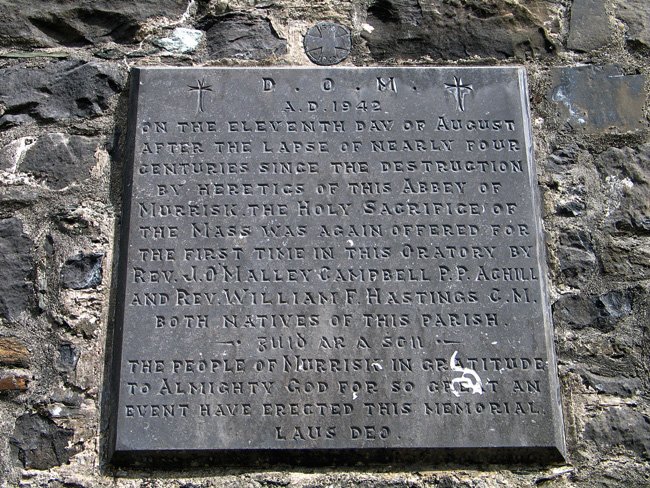 D. O. M.
A.D. 1942
ON THE ELEVENTH DAY OF AUGUST
AFTER THE LAPSE OF NEARLY FOUR
CENTURIES SINCE THE DESTRUCTION
BY HERETICS OF THIS ABBEY OF
MURRISK, THE HOLY SACRIFICE OF
THE MASS WAS AGAIN OFFERED FOR
THE FIRST TIME IN THIS ORATORY BY
REV. J. O'MALLEY CAMPBELL P.P. ACHILL
AND REV. WILLIAM F. HASTINGS C.M.
BOTH NATIVES OF THIS PARISH.
guıd ar a son
THE PEOPLE OF MURRISK IN GRATITUDE
TO ALMIGHTY GOD FOR SO GREAT AN
EVENT HAVE ERECTED THIS MEMORIAL.
LAUS DEO.